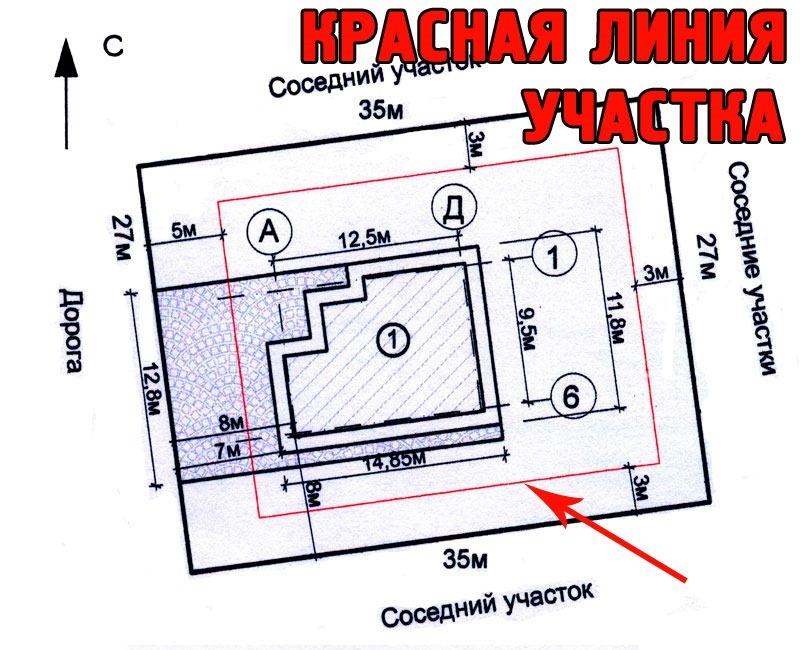 КРАСНАЯ ЛИНИЯ
УЧАСТКА
С
Соседний участок
35м
3м
27м
5м
А
12,5м
Д
1
Соседние участки
27м
3м
Дорога
12,8м
1
9,5м
11,8м
6
8м
7м
14,85м
8м
3м
35м
Соседний участок